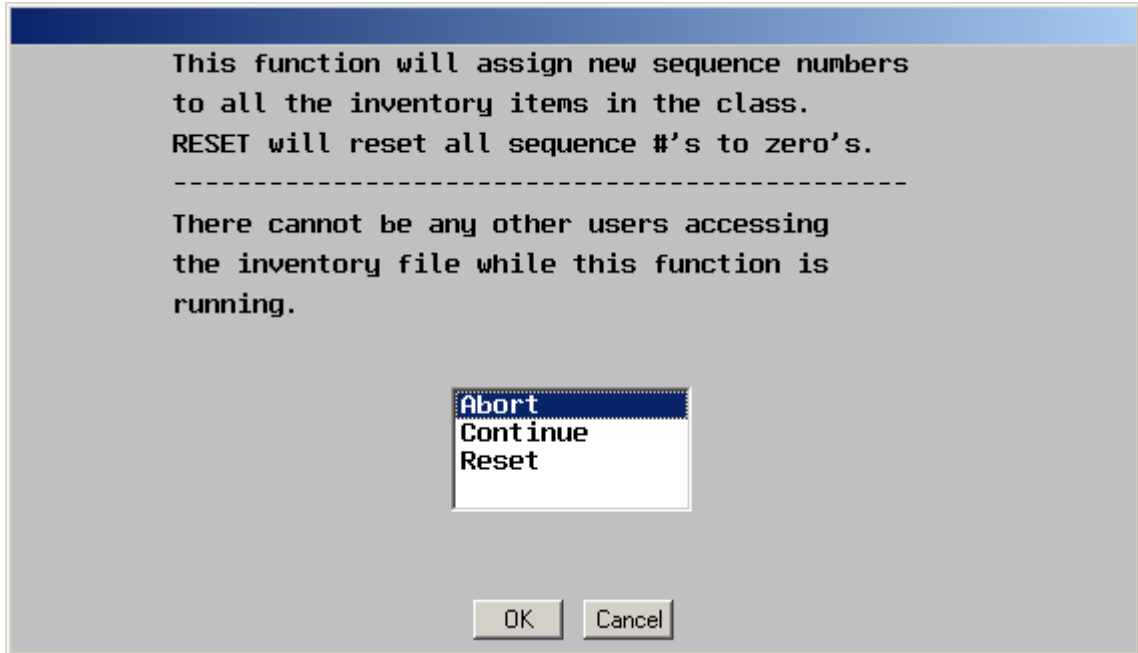 This function will assign new sequence numbers
to all the inventory items in the class.
RESET will reset all sequence #'s to zero's.
----------------------------------------------
There cannot be any other users accessing
the inventory file while this function is
running.
Abort
Continue
Reset
OK Cancel